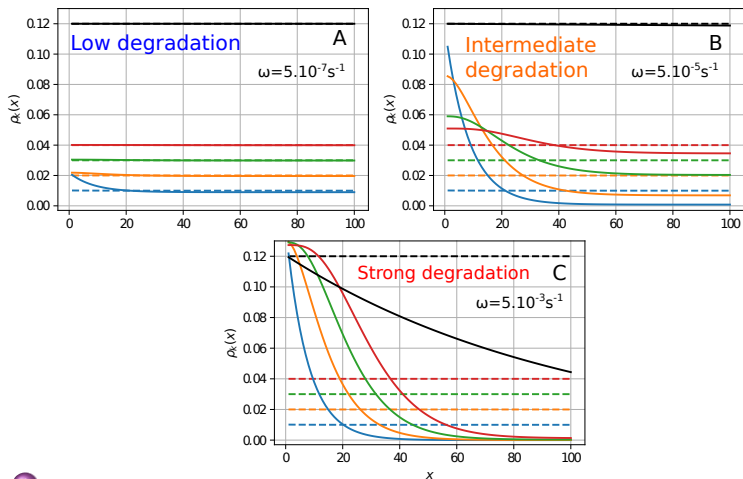 0.12
0.10
0.08
0.06
0.04
0.02
0.00
ρₖ(x)
Low degradation
A
ω=5.10⁻⁷s⁻¹
0 20 40 60 80 100
0.12
0.10
0.08
0.06
0.04
0.02
0.00
ρₖ(x)
Intermediate
degradation
B
ω=5.10⁻⁵s⁻¹
0 20 40 60 80 100
0.12
0.10
0.08
0.06
0.04
0.02
0.00
ρₖ(x)
Strong degradation
C
ω=5.10⁻³s⁻¹
0 20 40 60 80 100
x